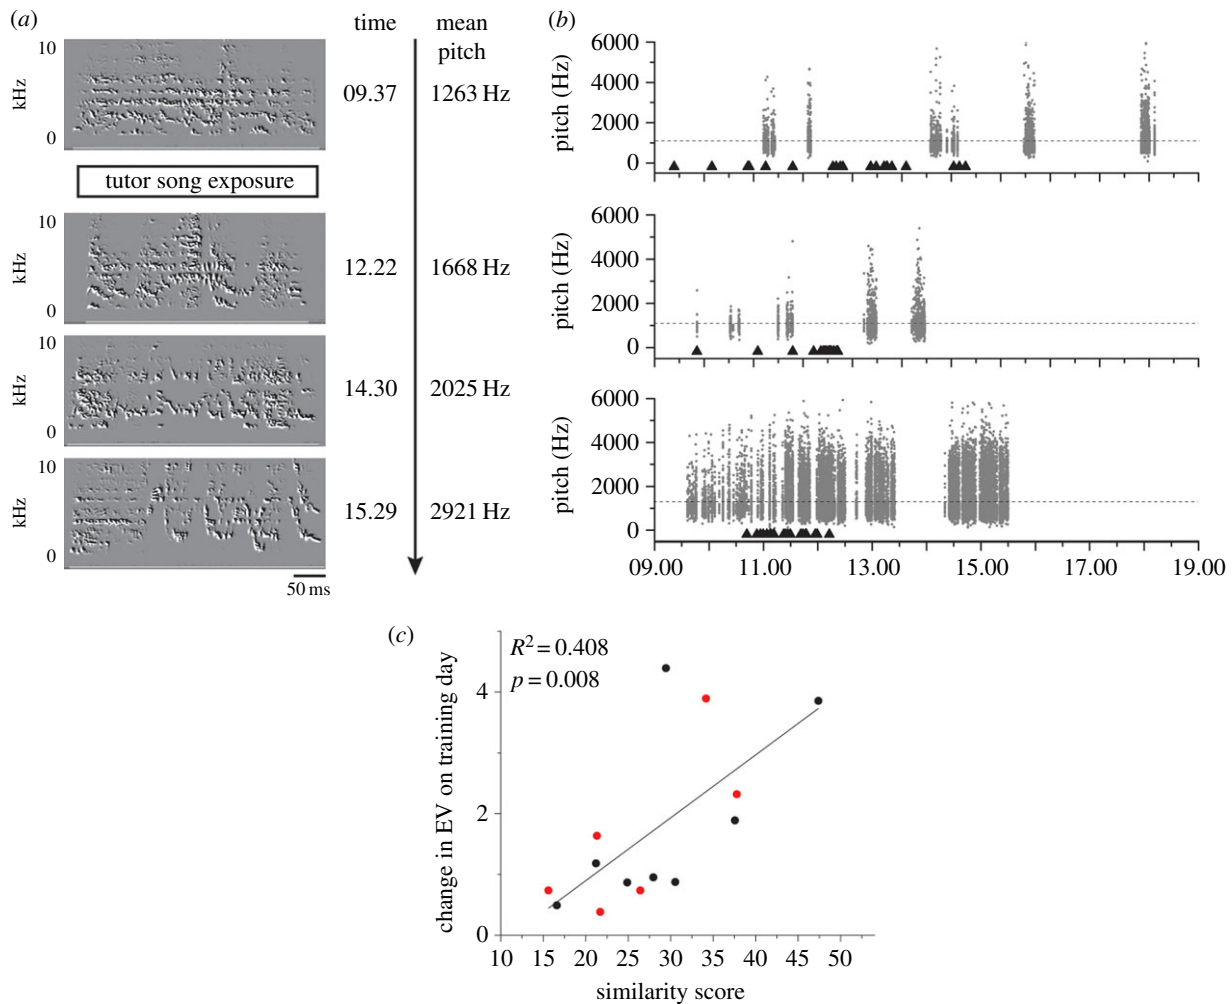 (a)
time
mean
pitch
10
kHz
0
09.37
1263 Hz
tutor song exposure
10
kHz
0
12.22
1668 Hz
10
kHz
0
14.30
2025 Hz
10
kHz
0
15.29
2921 Hz
50 ms
(b)
6000
4000
2000
0
pitch (Hz)
6000
4000
2000
0
pitch (Hz)
6000
4000
2000
0
pitch (Hz)
09.00 11.00 13.00 15.00 17.00 19.00
(c)
R² = 0.408
p = 0.008
4
2
0
change in EV on training day
10 15 20 25 30 35 40 45 50
similarity score